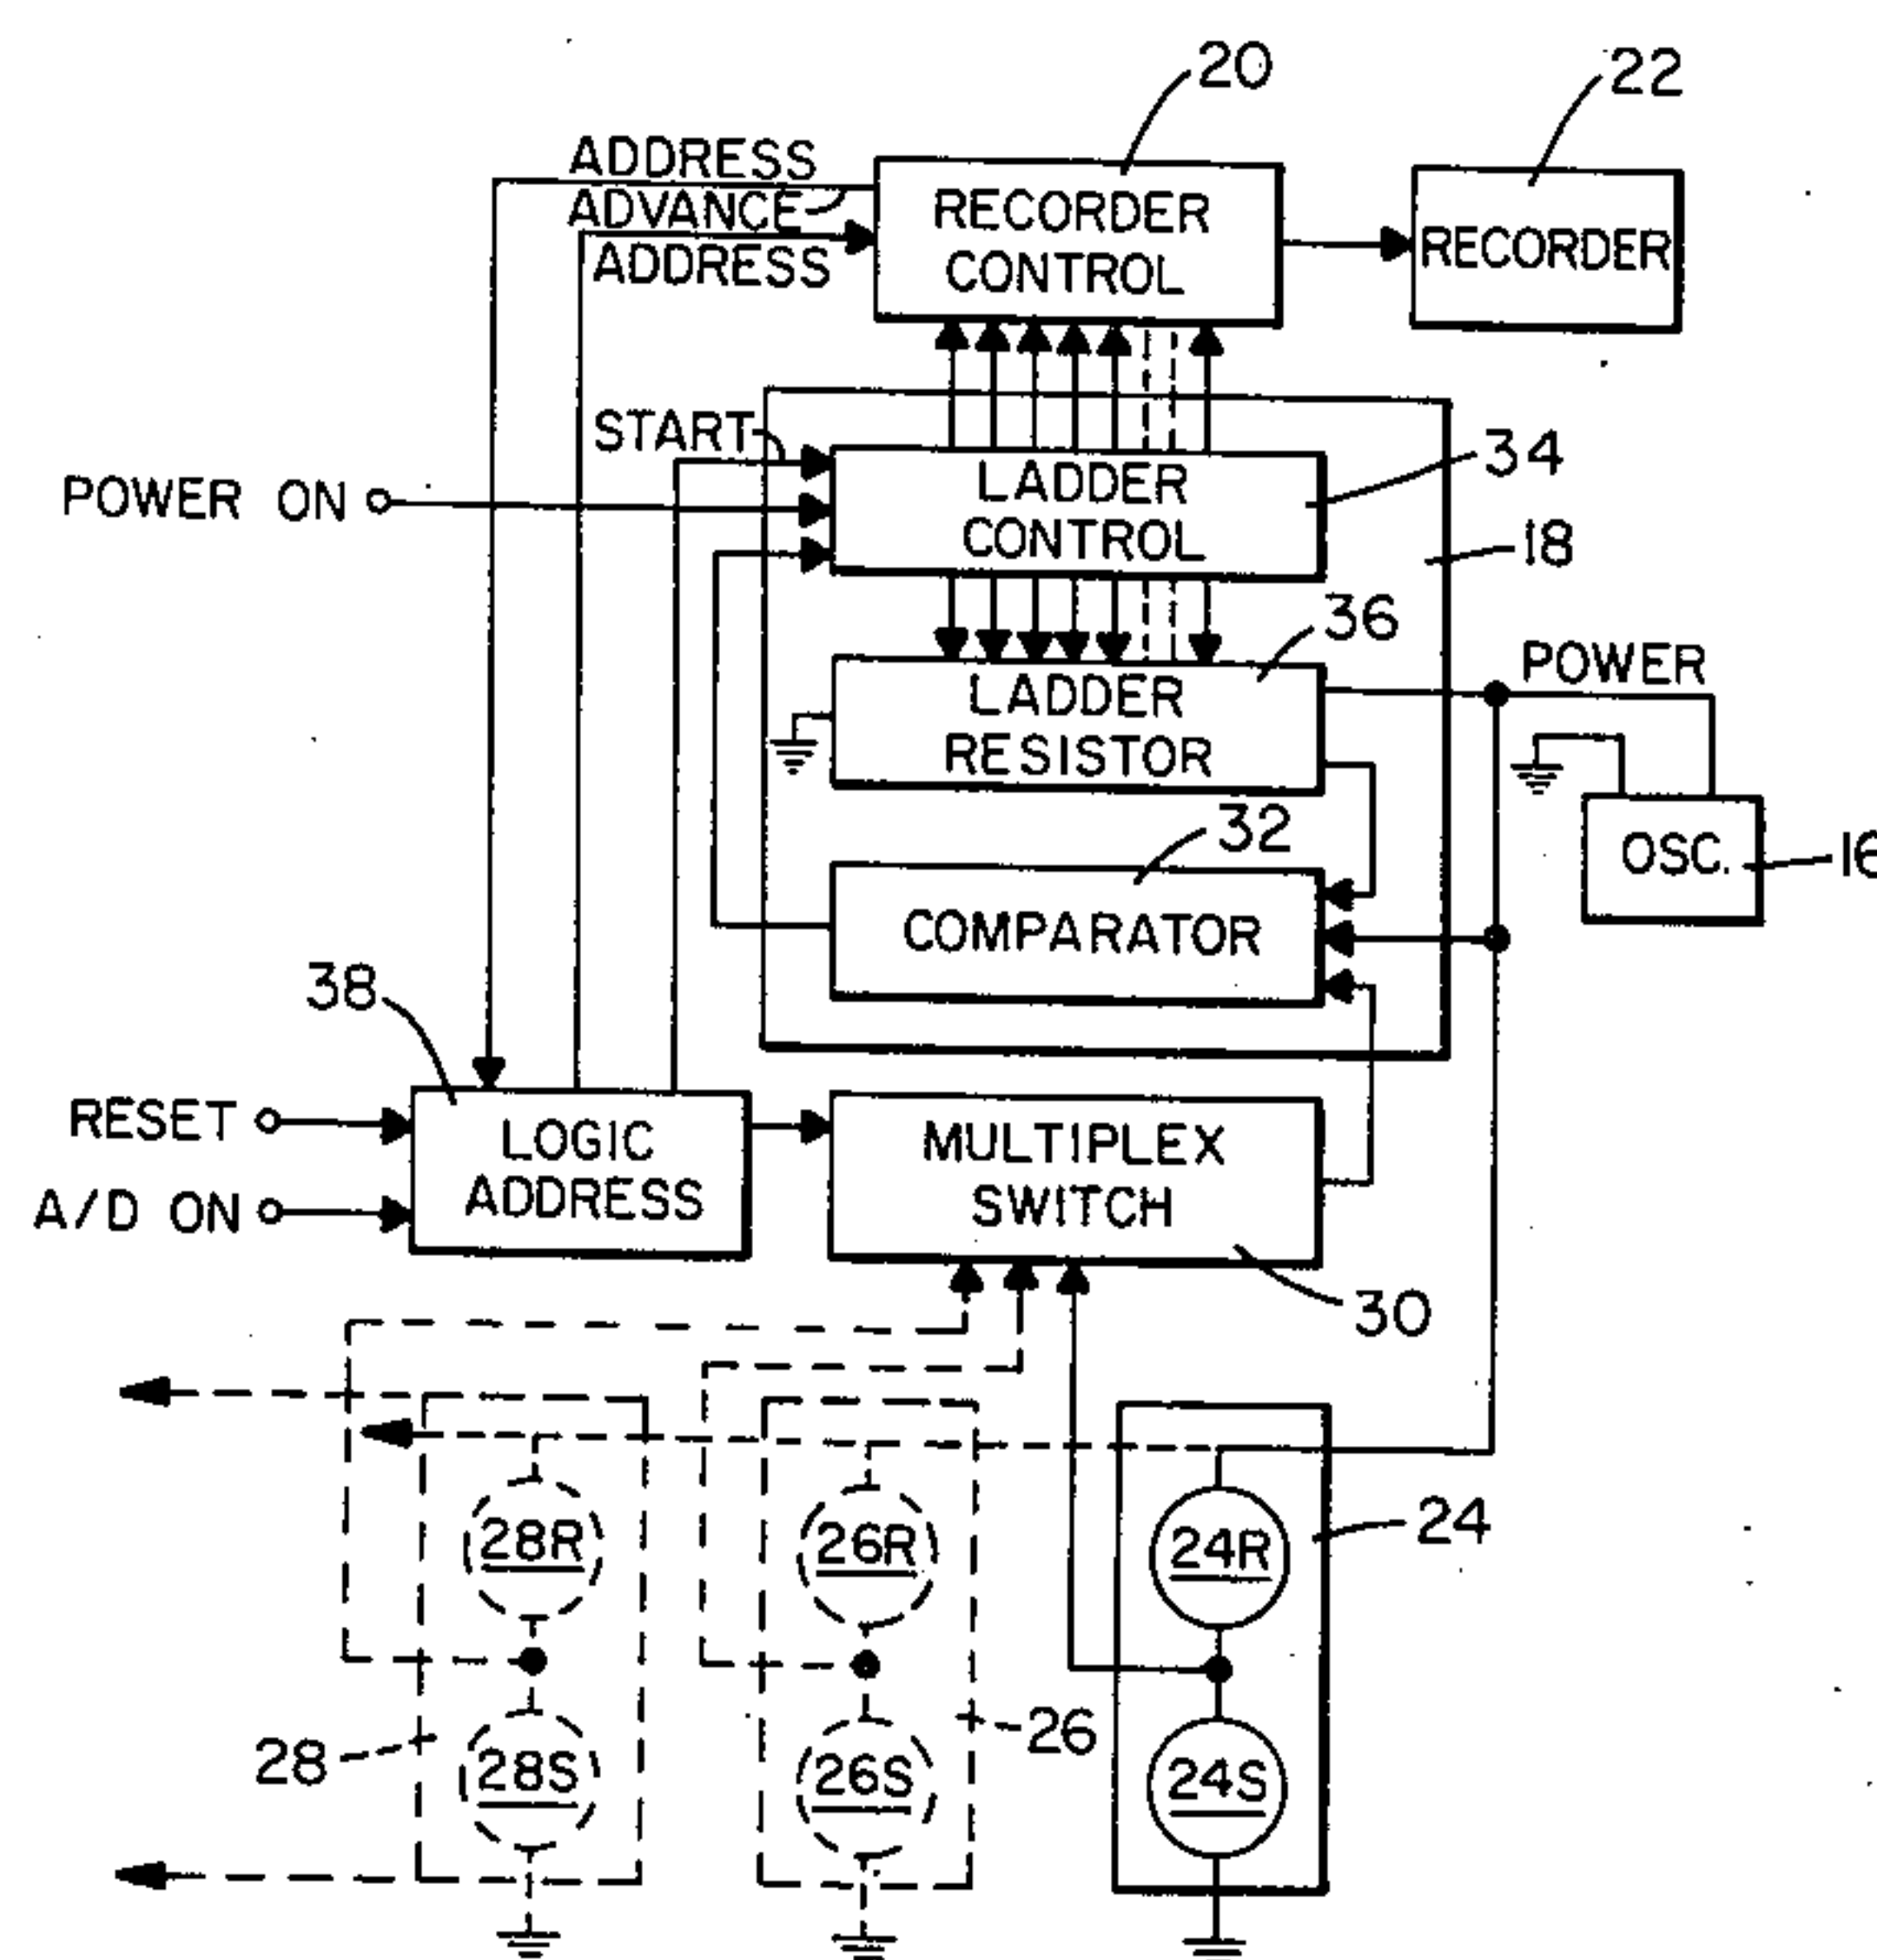 20
22
ADDRESS
ADVANCE
ADDRESS
RECORDER
CONTROL
RECORDER
START
POWER ON
LADDER
CONTROL
34
18
36
POWER
LADDER
RESISTOR
32
OSC.
16
COMPARATOR
38
RESET
A/D ON
LOGIC
ADDRESS
MULTIPLEX
SWITCH
30
28R
26R
24R
24
28
28S
26S
26
24S